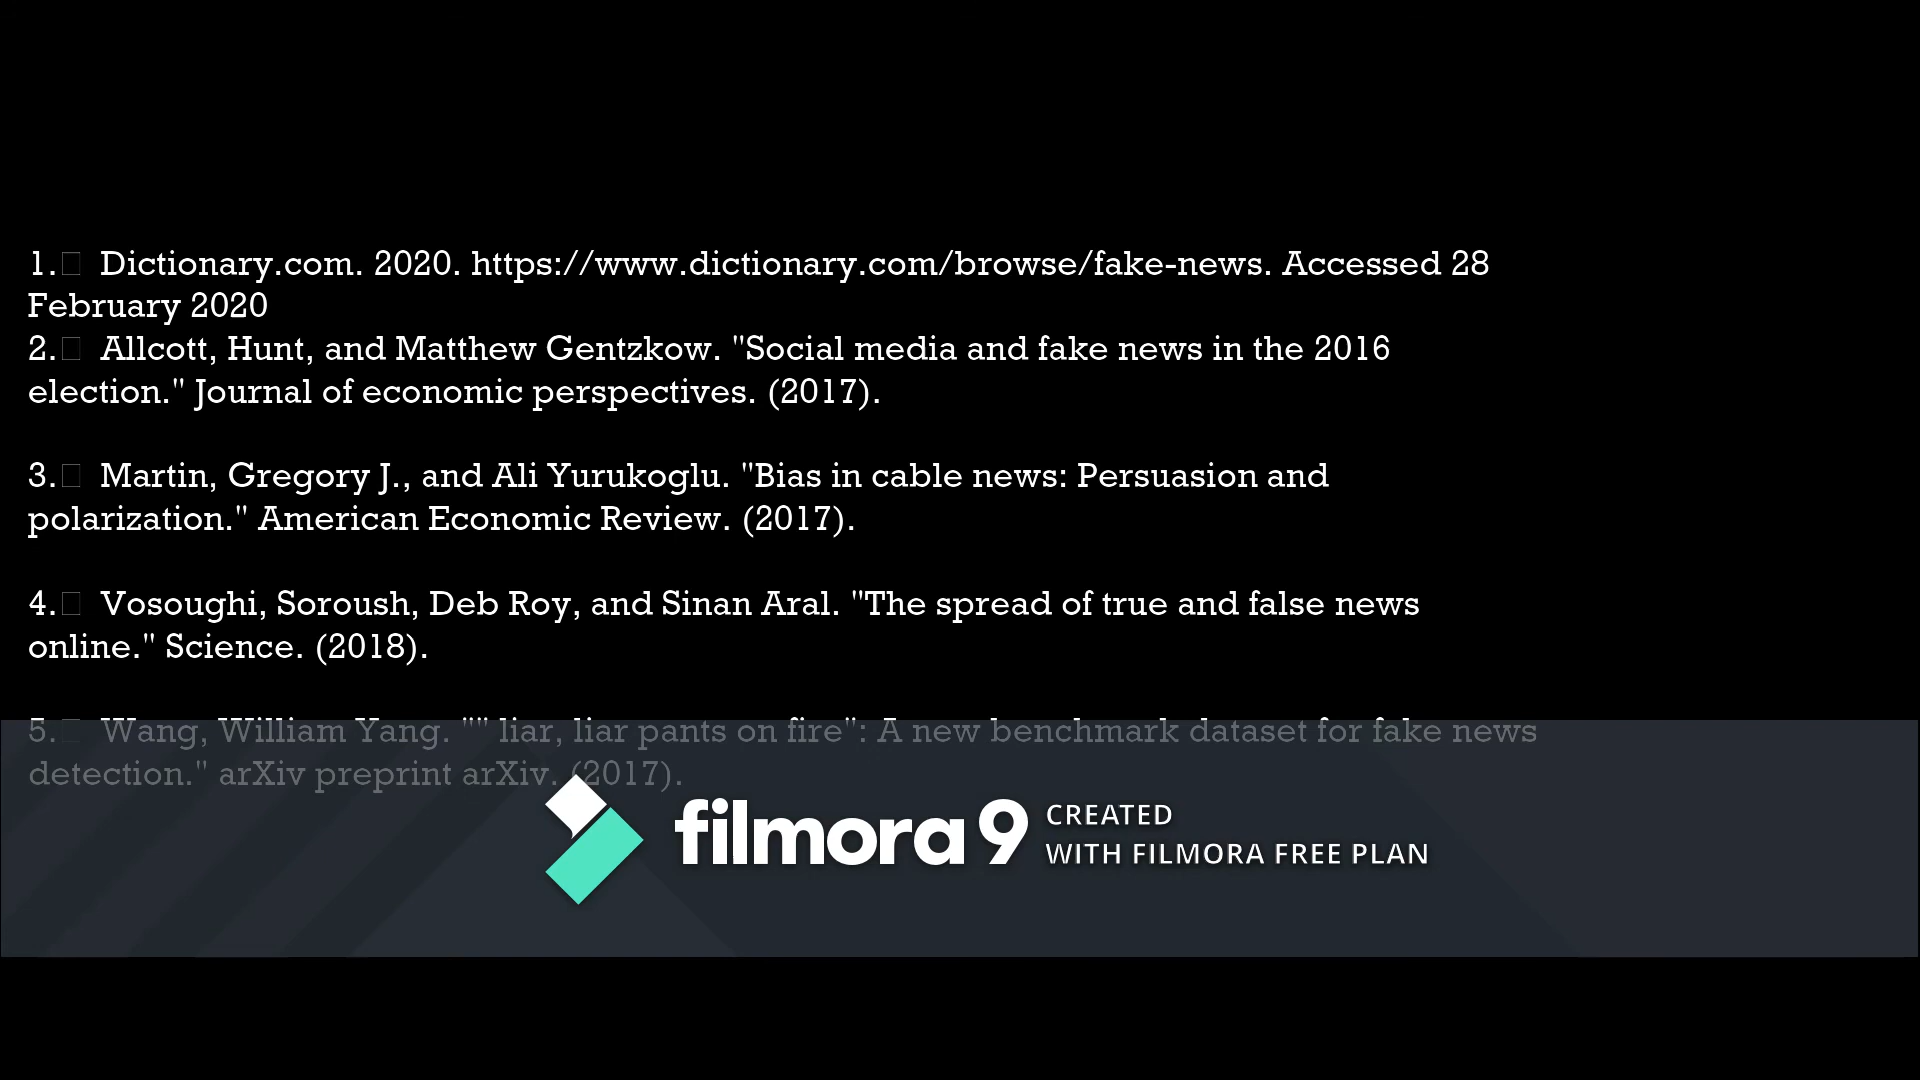 1. Dictionary.com. 2020. https://www.dictionary.com/browse/fake-news. Accessed 28
February 2020
2. Allcott, Hunt, and Matthew Gentzkow. "Social media and fake news in the 2016
election." Journal of economic perspectives. (2017).
3. Martin, Gregory J., and Ali Yurukoglu. "Bias in cable news: Persuasion and
polarization." American Economic Review. (2017).
4. Vosoughi, Soroush, Deb Roy, and Sinan Aral. "The spread of true and false news
online." Science. (2018).
5. Wang, William Yang. "" liar, liar pants on fire": A new benchmark dataset for fake news
detection." arXiv preprint arXiv. (2017).
filmora 9
CREATED
WITH FILMORA FREE PLAN